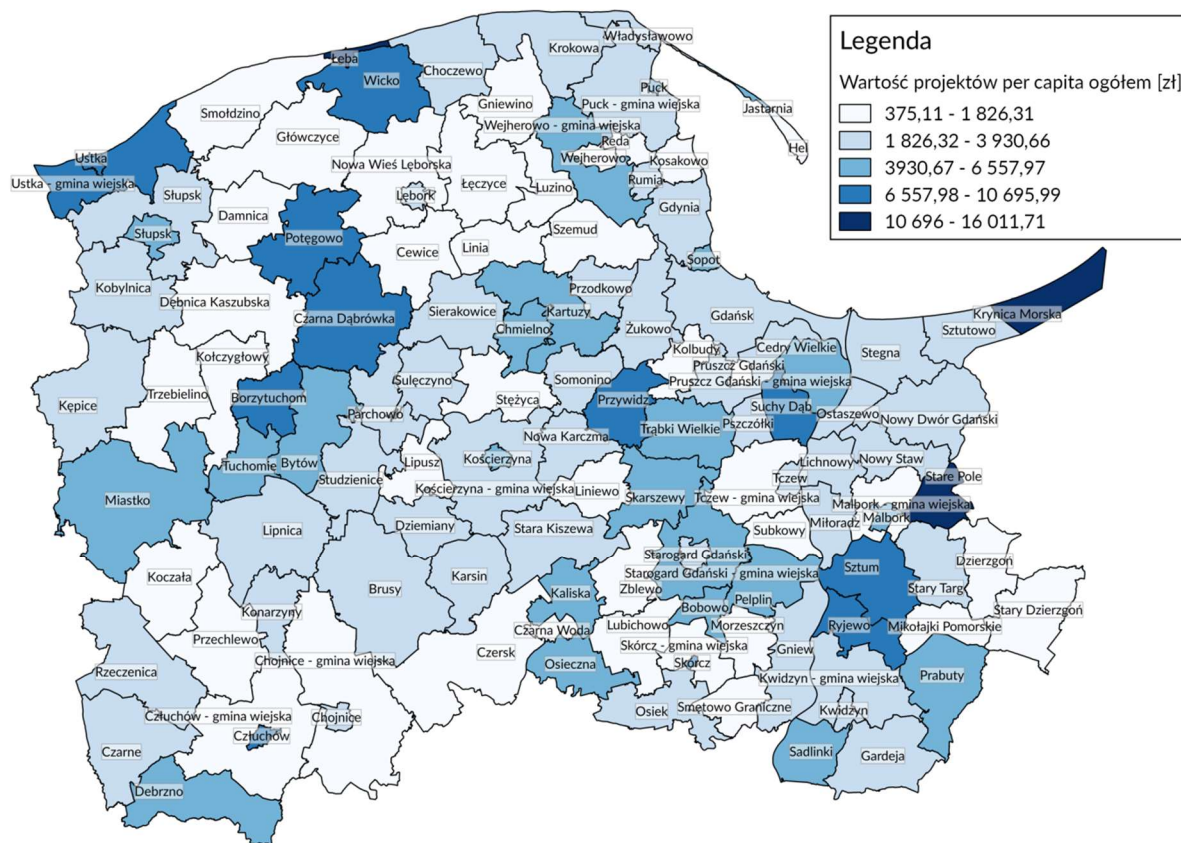 Legenda
Wartość projektów per capita ogółem [zł]
375,11 - 1 826,31
1 826,32 - 3 930,66
3930,67 - 6 557,97
6 557,98 - 10 695,99
10 696 - 16 011,71
Władysławowo
Krokowa
Łeba
Wicko
Choczewo
Puck
Gniewino
Puck - gmina wiejska
Jastarnia
Smołdzino
Wejherowo - gmina wiejska
Główczyce
Reda
Hel
Ustka
Nowa Wieś Lęborska
Wejherowo
Kosakowo
Ustka - gmina wiejska
Łęczyce
Luzino
Rumia
Słupsk
Lębork
Gdynia
Damnica
Słupsk
Potęgowo
Szemud
Cewice
Linia
Sopot
Kobylnica
Przodkowo
Dębnica Kaszubska
Sierakowice
Kartuzy
Gdańsk
Krynica Morska
Czarna Dąbrówka
Chmielno
Żukowo
Sztutowo
Kołczygłowy
Kolbudy
Cedry Wielkie
Stegna
Pruszcz Gdański
Trzebielino
Sulęczyno
Somonino
Pruszcz Gdański - gmina wiejska
Kępice
Borzytuchom
Stężyca
Przywidz
Suchy Dąb
Parchowo
Ostaszewo
Nowy Dwór Gdański
Pszczółki
Trąbki Wielkie
Nowa Karczma
Tuchomie
Bytów
Lipusz
Kościerzyna
Lichnowy
Nowy Staw
Studzienice
Tczew
Stare Pole
Miastko
Kościerzyna - gmina wiejska
Liniewo
Skarszewy
Tczew - gmina wiejska
Malbork - gmina wiejska
Lipnica
Dziemiany
Stara Kiszewa
Subkowy
Miłoradz
Malbork
Starogard Gdański
Dzierzgoń
Koczała
Karsin
Starogard Gdański - gmina wiejska
Sztum
Brusy
Kaliska
Zblewo
Stary Targ
Konarzyny
Pelplin
Bobowo
Stary Dzierzgoń
Przechlewo
Czarna Woda
Lubichowo
Morzeszczyn
Ryjewo
Mikołajki Pomorskie
Czersk
Skórcz - gmina wiejska
Gniew
Chojnice - gmina wiejska
Osieczna
Skórcz
Rzeczenica
Kwidzyn - gmina wiejska
Prabuty
Smętowo Graniczne
Osiek
Kwidzyn
Człuchów - gmina wiejska
Chojnice
Człuchów
Czarne
Sadlinki
Gardeja
Debrzno